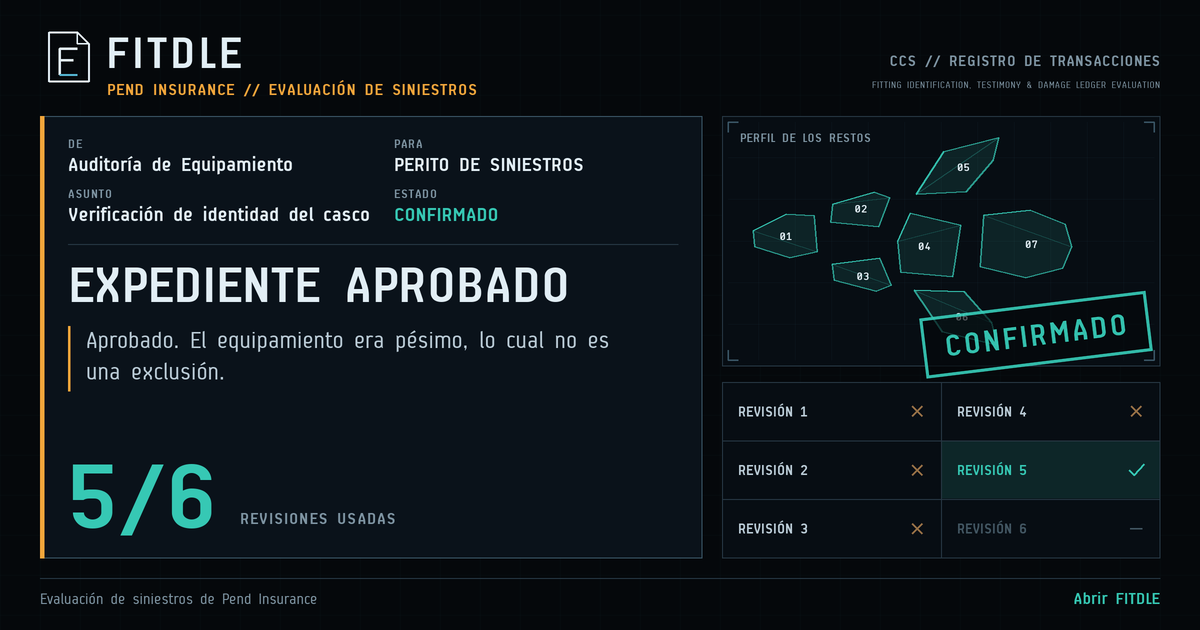 FITDLE
PEND INSURANCE // EVALUACIÓN DE SINIESTROS
CCS // REGISTRO DE TRANSACCIONES
FITTING IDENTIFICATION, TESTIMONY & DAMAGE LEDGER EVALUATION
DE
Auditoría de Equipamiento
PARA
PERITO DE SINIESTROS
ASUNTO
Verificación de identidad del casco
ESTADO
CONFIRMADO
EXPEDIENTE APROBADO
Aprobado. El equipamiento era pésimo, lo cual no es
una exclusión.
5/6
REVISIONES USADAS
PERFIL DE LOS RESTOS
05
02
01
04
07
03
06
CONFIRMADO
REVISIÓN 1
REVISIÓN 2
REVISIÓN 3
REVISIÓN 4
REVISIÓN 5
REVISIÓN 6
Evaluación de siniestros de Pend Insurance
Abrir FITDLE